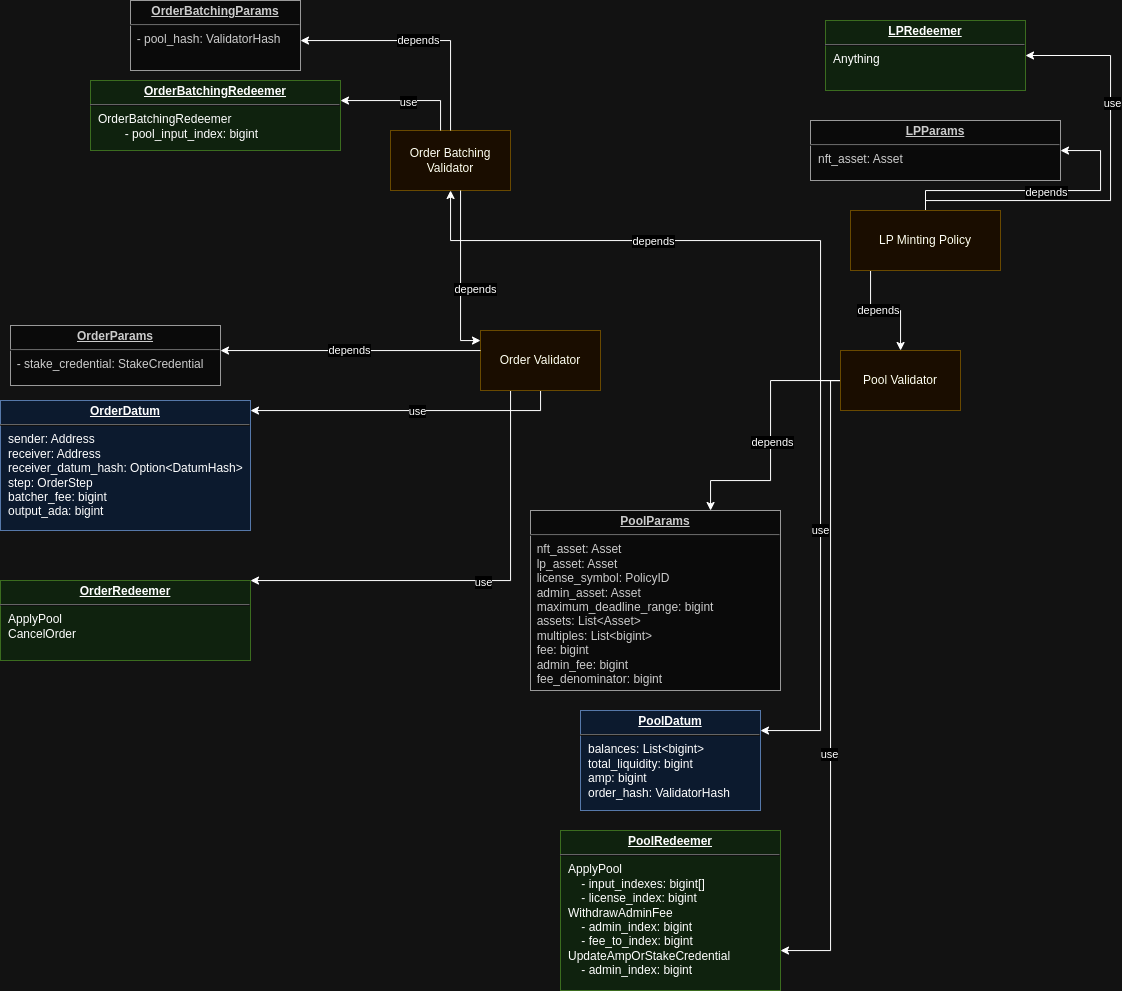 OrderBatchingParams
- pool_hash: ValidatorHash
depends
OrderBatchingRedeemer
OrderBatchingRedeemer
- pool_input_index: bigint
use
Order Batching
Validator
LPRedeemer
Anything
use
LPParams
nft_asset: Asset
depends
LP Minting Policy
depends
depends
depends
OrderParams
- stake_credential: StakeCredential
depends
Order Validator
Pool Validator
OrderDatum
sender: Address
receiver: Address
receiver_datum_hash: Option<DatumHash>
step: OrderStep
batcher_fee: bigint
output_ada: bigint
use
depends
OrderRedeemer
ApplyPool
CancelOrder
use
PoolParams
nft_asset: Asset
lp_asset: Asset
license_symbol: PolicyID
admin_asset: Asset
maximum_deadline_range: bigint
assets: List<Asset>
multiples: List<bigint>
fee: bigint
admin_fee: bigint
fee_denominator: bigint
use
PoolDatum
balances: List<bigint>
total_liquidity: bigint
amp: bigint
order_hash: ValidatorHash
use
PoolRedeemer
ApplyPool
- input_indexes: bigint[]
- license_index: bigint
WithdrawAdminFee
- admin_index: bigint
- fee_to_index: bigint
UpdateAmpOrStakeCredential
- admin_index: bigint